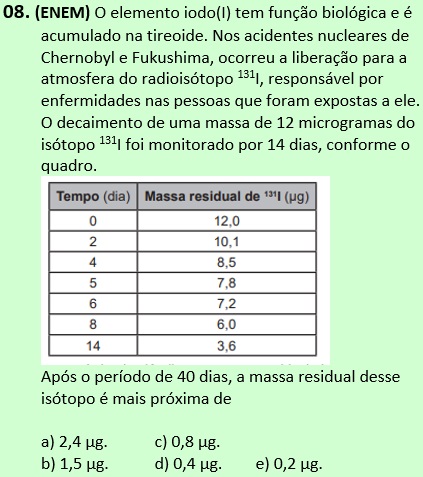 08. (ENEM) O elemento iodo(I) tem função biológica e é
acumulado na tireoide. Nos acidentes nucleares de
Chernobyl e Fukushima, ocorreu a liberação para a
atmosfera do radioisótopo ¹³¹I, responsável por
enfermidades nas pessoas que foram expostas a ele.
O decaimento de uma massa de 12 microgramas do
isótopo ¹³¹I foi monitorado por 14 dias, conforme o
quadro.
Tempo (dia) Massa residual de ¹³¹I (µg)
0 12,0
2 10,1
4 8,5
5 7,8
6 7,2
8 6,0
14 3,6
Após o período de 40 dias, a massa residual desse
isótopo é mais próxima de
a) 2,4 µg. c) 0,8 µg.
b) 1,5 µg. d) 0,4 µg. e) 0,2 µg.